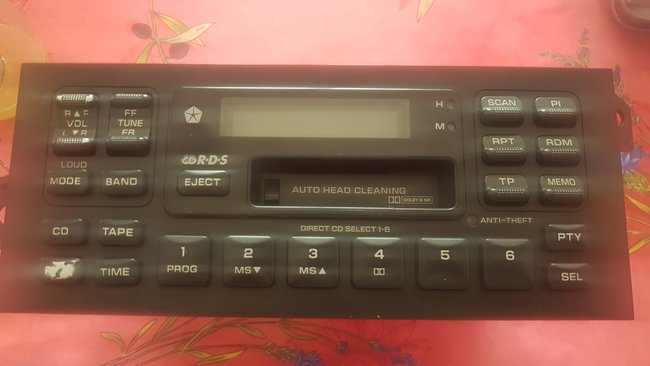 R▲F
VOL
L▼R
FF
TUNE
FR
LOUD
MODE
BAND
CD
TAPE
TIME
H
M
R·D·S
EJECT
AUTO HEAD CLEANING
DOLBY B NR
DIRECT CD SELECT 1-6
1
PROG
2
MS▼
3
MS▲
4
5
6
SCAN
PI
RPT
RDM
TP
MEMO
ANTI-THEFT
PTY
SEL